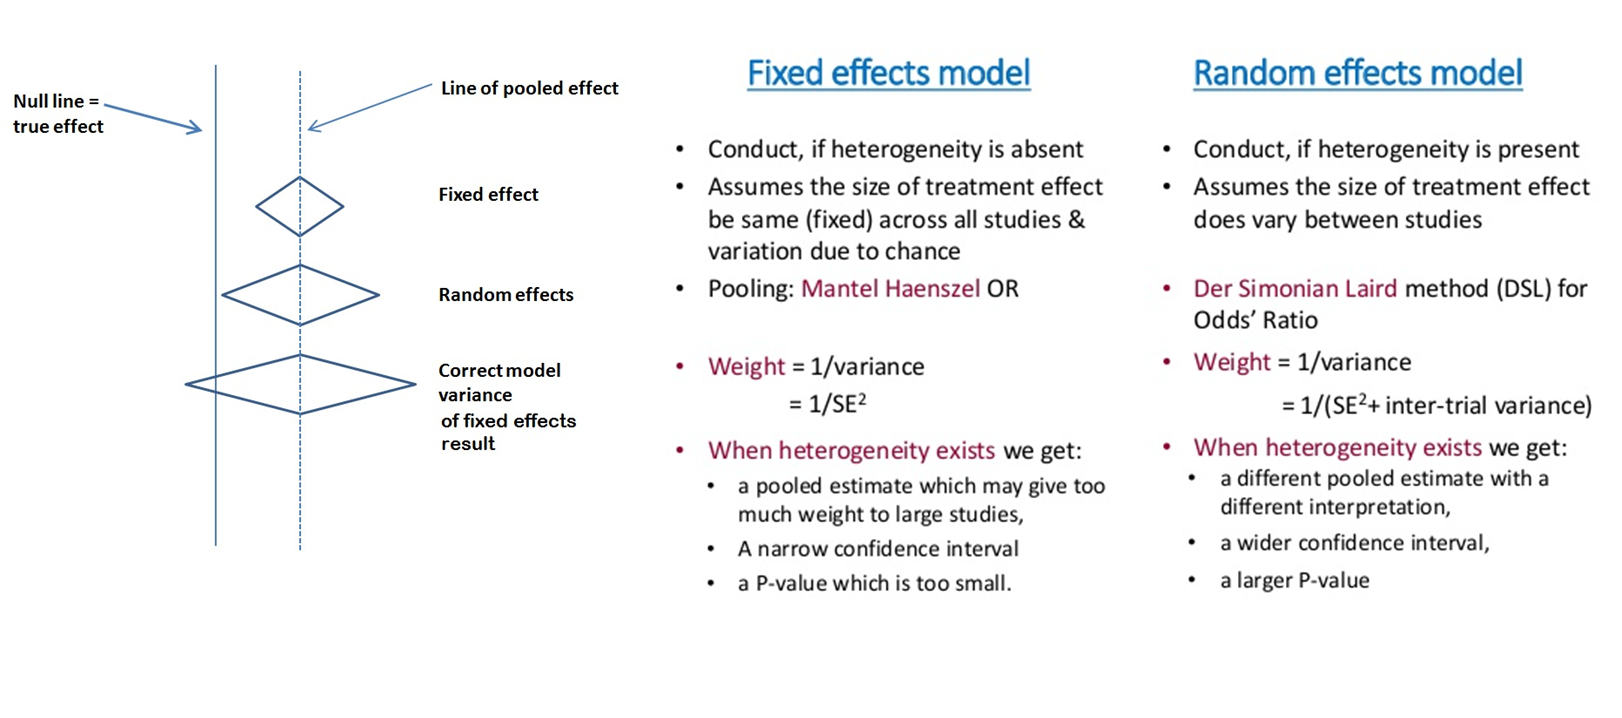 Null line =
true effect
Line of pooled effect
Fixed effect
Random effects
Correct model
variance
of fixed effects
result
Fixed effects model
• Conduct, if heterogeneity is absent
• Assumes the size of treatment effect
be same (fixed) across all studies &
variation due to chance
• Pooling: Mantel Haenszel OR
• Weight = 1/variance
= 1/SE²
• When heterogeneity exists we get:
• a pooled estimate which may give too
much weight to large studies,
• A narrow confidence interval
• a P-value which is too small.
Random effects model
• Conduct, if heterogeneity is present
• Assumes the size of treatment effect
does vary between studies
• Der Simonian Laird method (DSL) for
Odds’ Ratio
• Weight = 1/variance
= 1/(SE²+ inter-trial variance)
• When heterogeneity exists we get:
• a different pooled estimate with a
different interpretation,
• a wider confidence interval,
• a larger P-value